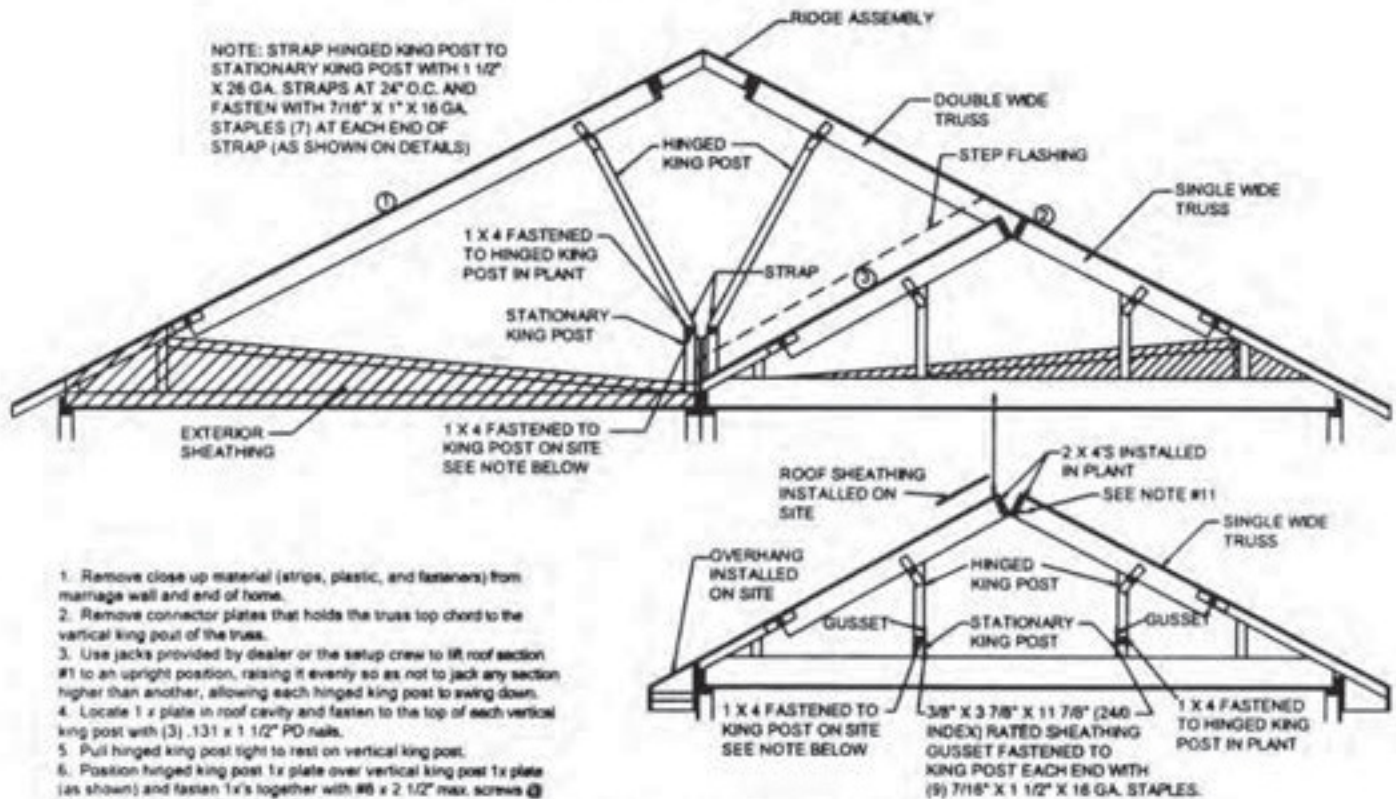 RIDGE ASSEMBLY
NOTE: STRAP HINGED KING POST TO
STATIONARY KING POST WITH 1 1/2"
X 26 GA. STRAPS AT 24" O.C. AND
FASTEN WITH 7/16" X 1" X 16 GA.
STAPLES (7) AT EACH END OF
STRAP (AS SHOWN ON DETAILS)
DOUBLE WIDE
TRUSS
HINGED
KING POST
STEP FLASHING
SINGLE WIDE
TRUSS
1
2
3
1 X 4 FASTENED
TO HINGED KING
POST IN PLANT
STRAP
STATIONARY
KING POST
EXTERIOR
SHEATHING
1 X 4 FASTENED TO
KING POST ON SITE
SEE NOTE BELOW
ROOF SHEATHING
INSTALLED ON
SITE
2 X 4'S INSTALLED
IN PLANT
SEE NOTE #11
SINGLE WIDE
TRUSS
OVERHANG
INSTALLED
ON SITE
HINGED
KING POST
GUSSET
STATIONARY
KING POST
GUSSET
1 X 4 FASTENED TO
KING POST ON SITE
SEE NOTE BELOW
3/8" X 3 7/8" X 11 7/8" (24/0
INDEX) RATED SHEATHING
GUSSET FASTENED TO
KING POST EACH END WITH
(9) 7/16" X 1 1/2" X 16 GA. STAPLES.
1 X 4 FASTENED
TO HINGED KING
POST IN PLANT
1. Remove close up material (strips, plastic, and fasteners) from
marriage wall and end of home.
2. Remove connector plates that holds the truss top chord to the
vertical king pout of the truss.
3. Use jacks provided by dealer or the setup crew to lift roof section
#1 to an upright position, raising it evenly so as not to jack any section
higher than another, allowing each hinged king post to swing down.
4. Locate 1 x plate in roof cavity and fasten to the top of each vertical
king post with (3) .131 x 1 1/2" PD nails.
5. Pull hinged king post tight to rest on vertical king post.
6. Position hinged king post 1x plate over vertical king post 1x plate
(as shown) and fasten 1x's together with #8 x 2 1/2" max. screws @